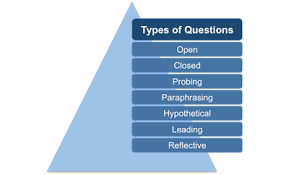 Types of Questions
Open
Closed
Probing
Paraphrasing
Hypothetical
Leading
Reflective